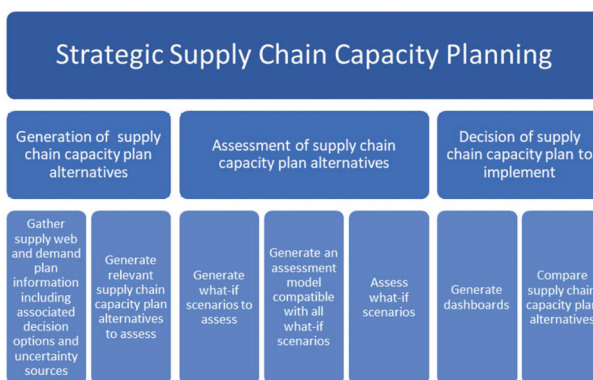 Strategic Supply Chain Capacity Planning
Generation of supply
chain capacity plan
alternatives
Assessment of supply chain
capacity plan alternatives
Decision of supply
chain capacity plan to
implement
Gather
supply web
and demand
plan
information
including
associated
decision
options and
uncertainty
sources
Generate
relevant
supply chain
capacity plan
alternatives
to assess
Generate
what-if
scenarios to
assess
Generate an
assessment
model
compatible
with all
what-if
scenarios
Assess
what-if
scenarios
Generate
dashboards
Compare
supply chain
capacity plan
alternatives